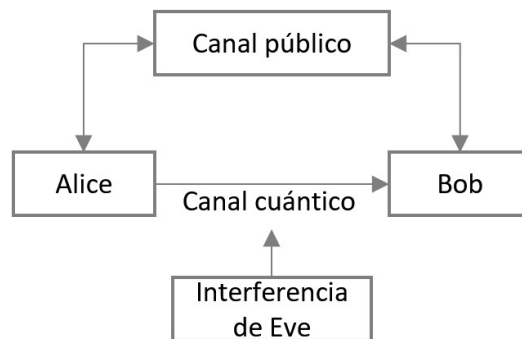 Canal público
Alice
Bob
Canal cuántico
Interferencia
de Eve